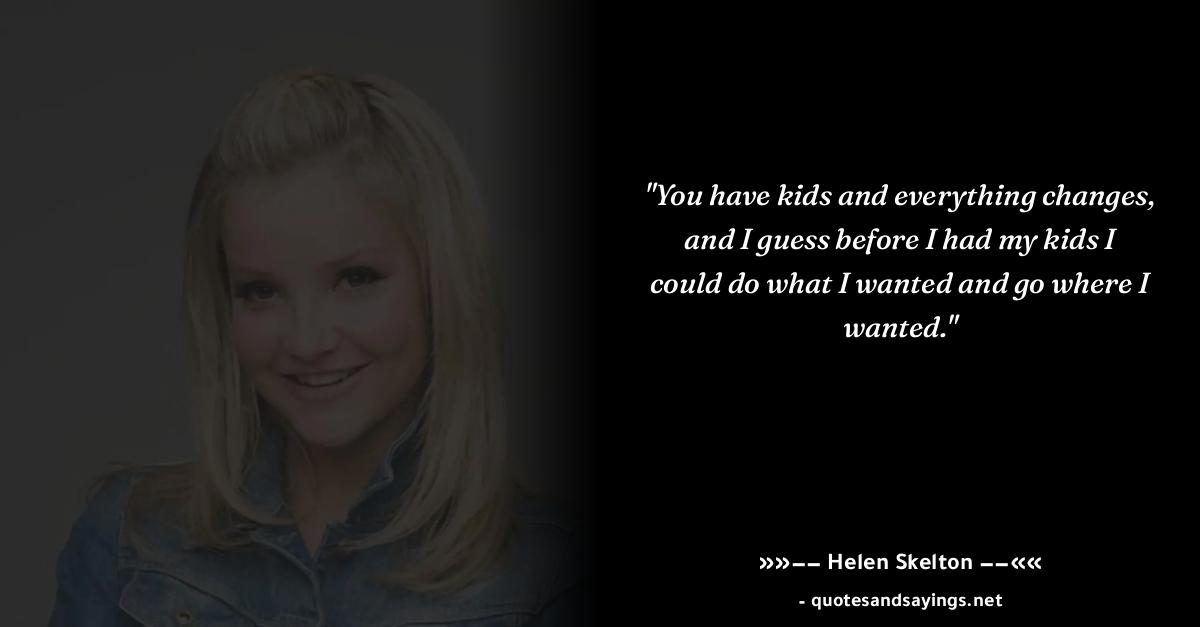 "You have kids and everything changes,
and I guess before I had my kids I
could do what I wanted and go where I
wanted."
»»–– Helen Skelton ––««
- quotesandsayings.net